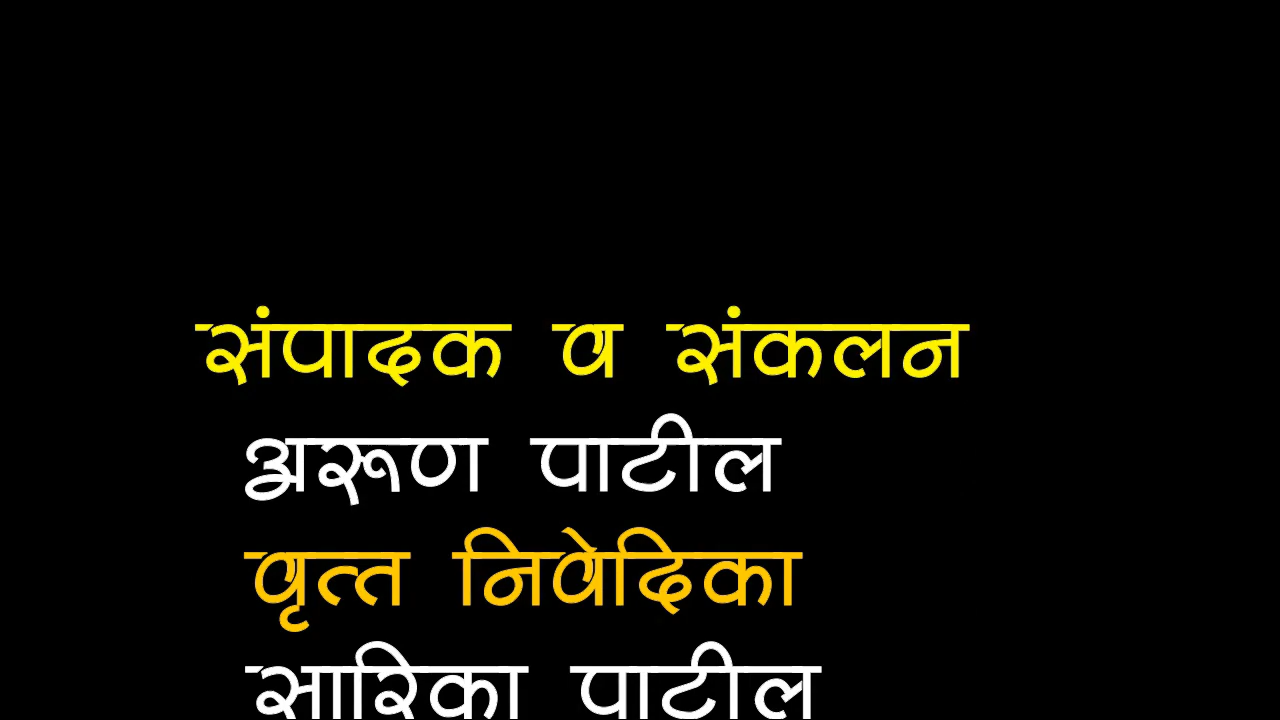 संपादक व संकलन
अरूण पाटील
वृत्त निवेदिका
सारिका पाटील